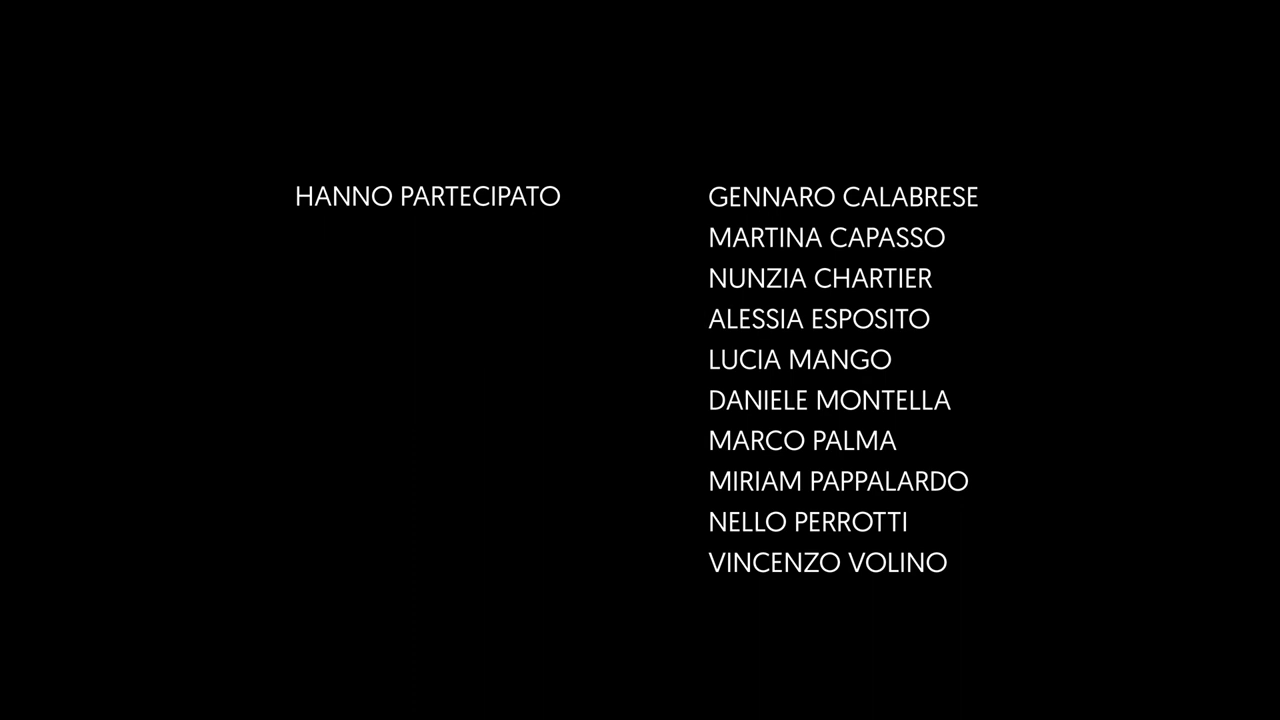 HANNO PARTECIPATO
GENNARO CALABRESE
MARTINA CAPASSO
NUNZIA CHARTIER
ALESSIA ESPOSITO
LUCIA MANGO
DANIELE MONTELLA
MARCO PALMA
MIRIAM PAPPALARDO
NELLO PERROTTI
VINCENZO VOLINO